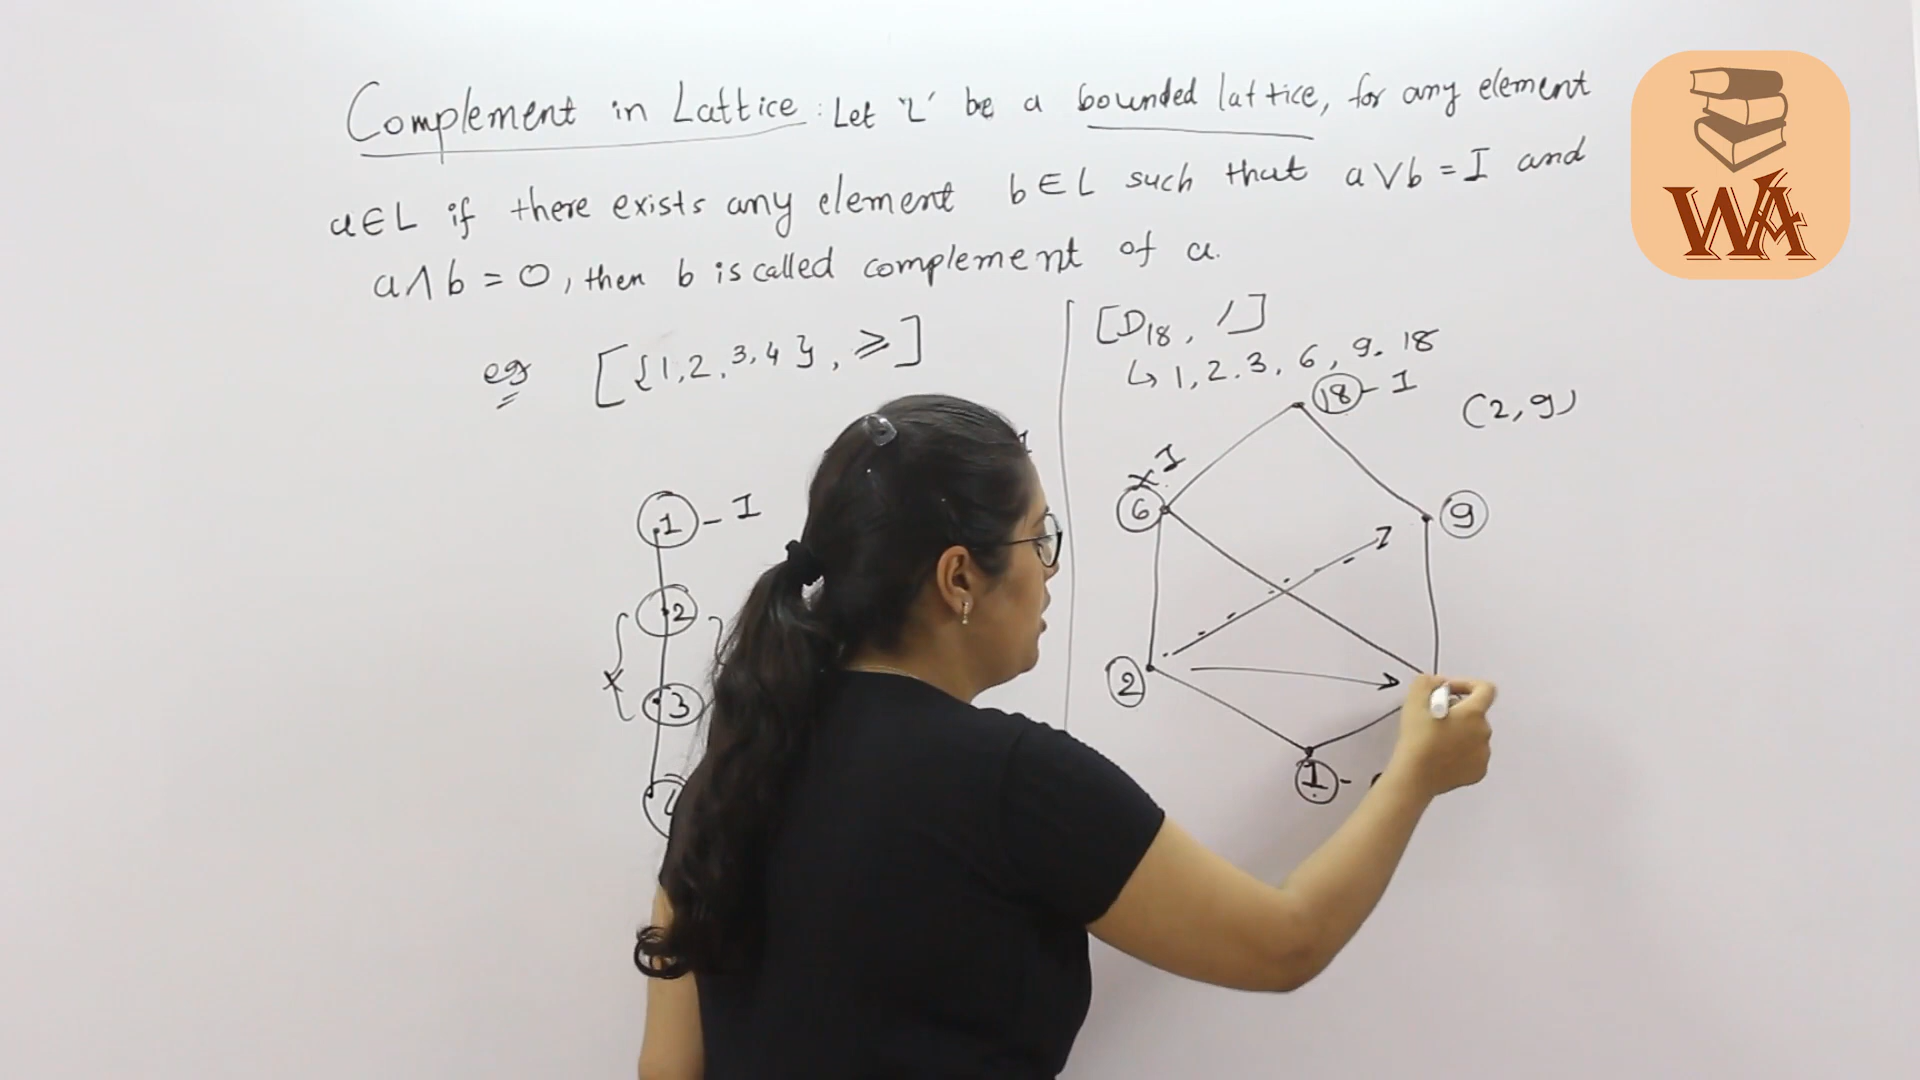 Complement in Lattice : Let 'L' be a bounded lattice, for any element
a∈L if there exists any element b∈L such that a∨b = I and
a∧b = 0, then b is called complement of a.
eg [{1,2,3,4}, ⩾]
1 - I
2
3
x
[D18, /]
↳ 1, 2, 3, 6, 9, 18
18 - I
(2,9)
x I
6
9
2
1 -
WA